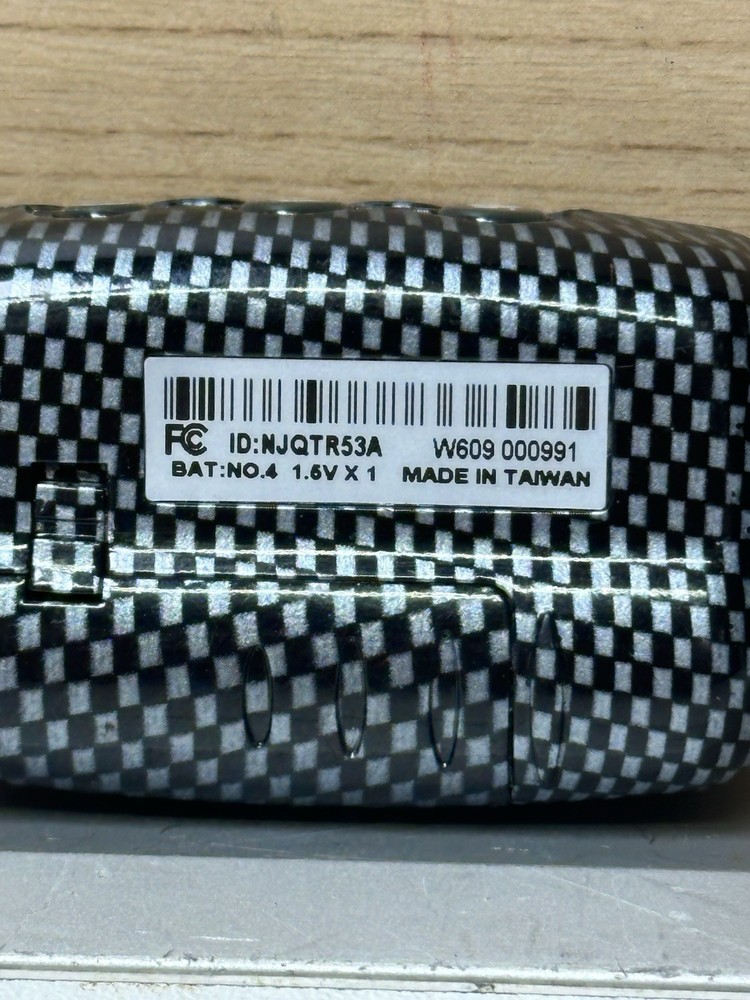 FC ID:NJQTR53A W609 000991
BAT:NO.4 1.5V X 1 MADE IN TAIWAN